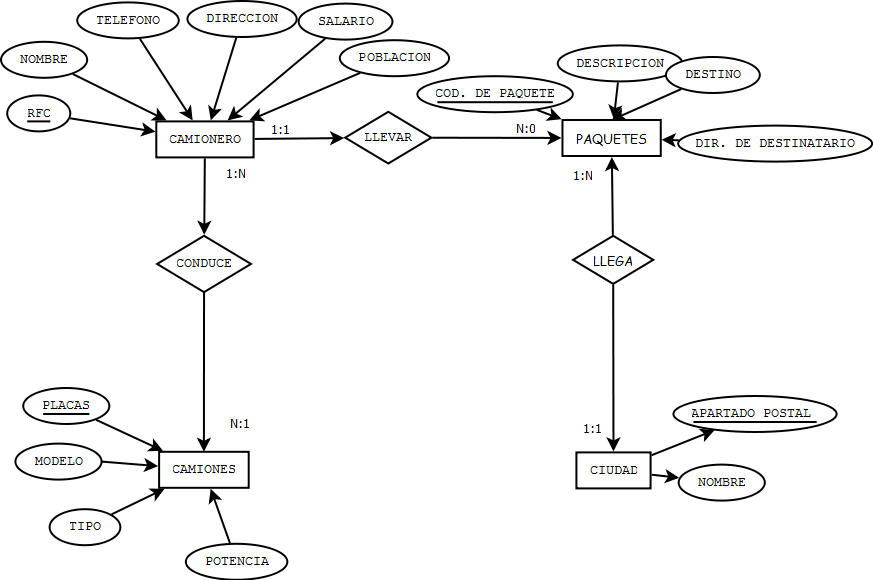 TELEFONO
DIRECCION
SALARIO
NOMBRE
POBLACION
DESCRIPCION
DESTINO
COD. DE PAQUETE
RFC
CAMIONERO
1:1
LLEVAR
N:0
PAQUETES
DIR. DE DESTINATARIO
1:N
1:N
CONDUCE
LLEGA
PLACAS
N:1
1:1
APARTADO POSTAL
MODELO
CAMIONES
CIUDAD
NOMBRE
TIPO
POTENCIA